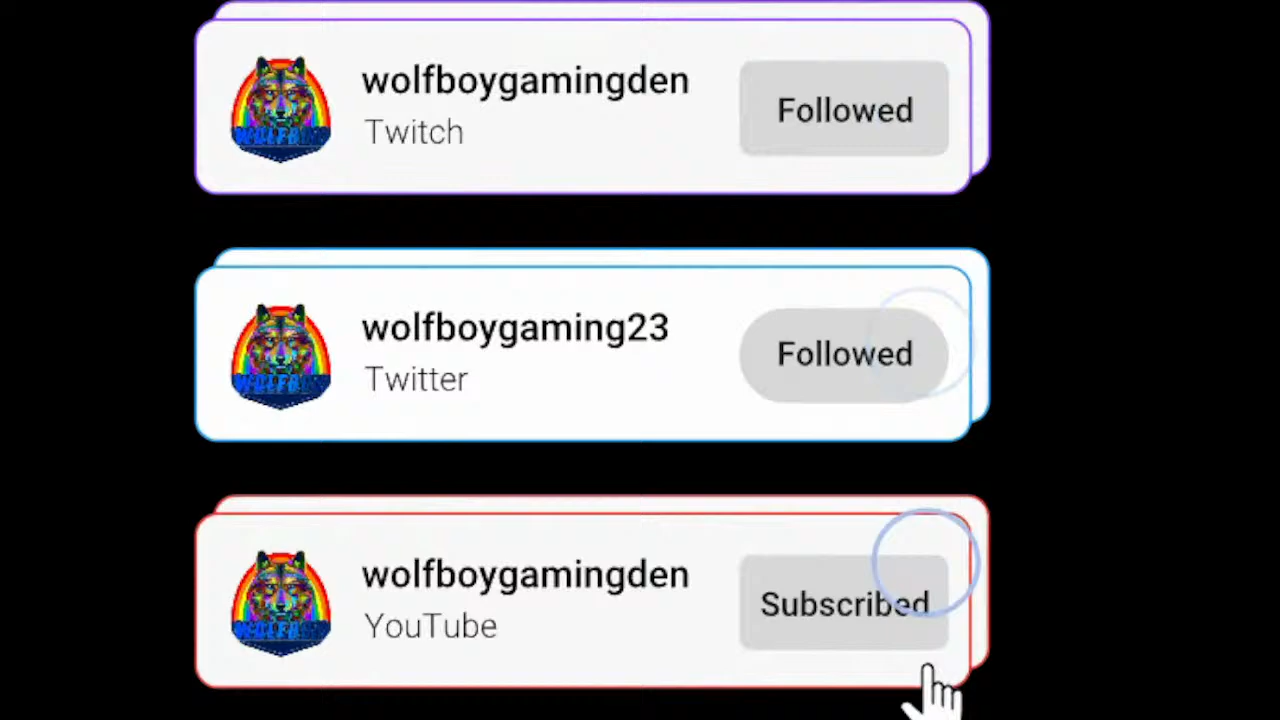 wolfboygamingden
Twitch
Followed
wolfboygaming23
Twitter
Followed
wolfboygamingden
YouTube
Subscribed